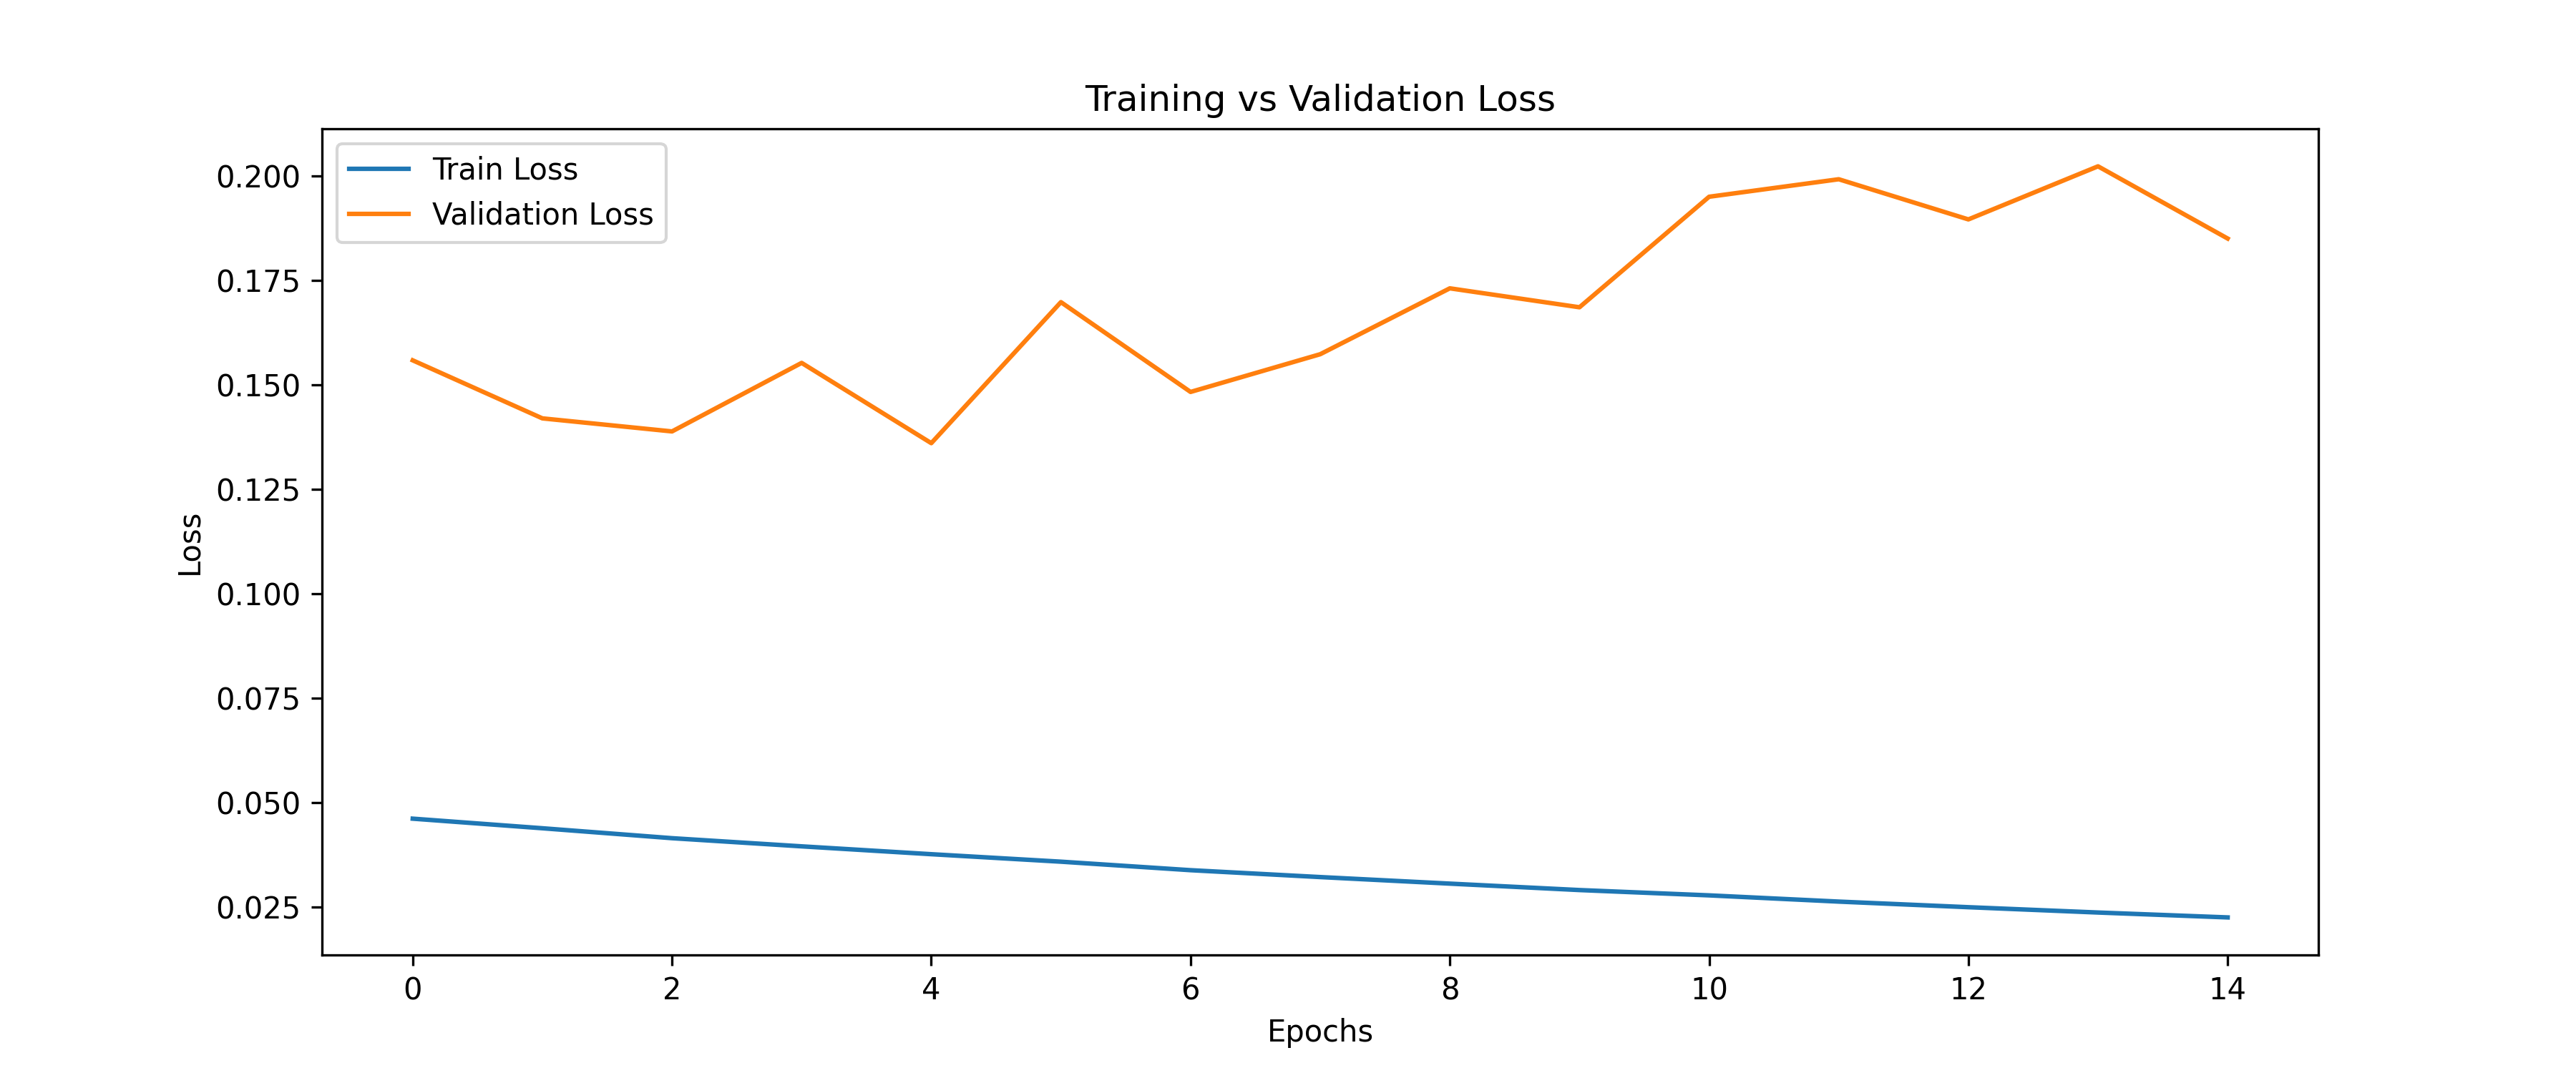 Training vs Validation Loss
Train Loss
Validation Loss
0.200
0.175
0.150
0.125
0.100
0.075
0.050
0.025
Loss
0 2 4 6 8 10 12 14
Epochs